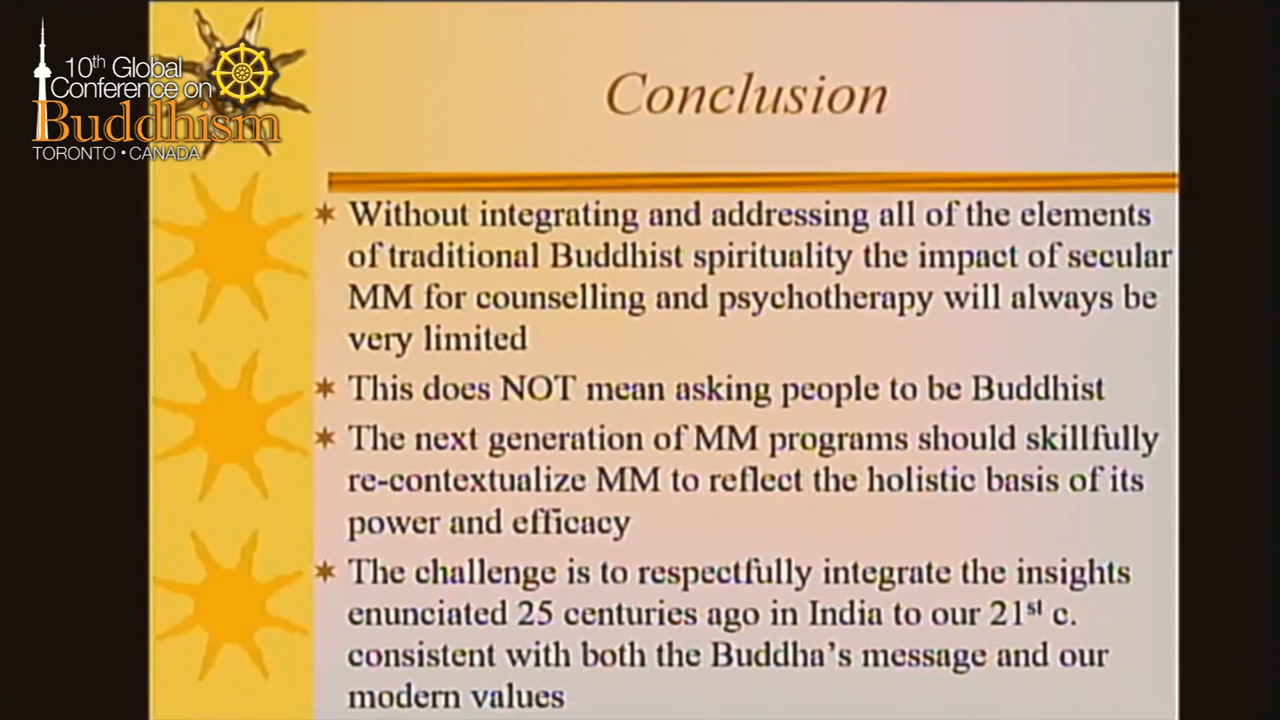 10th Global
Conference on
Buddhism
TORONTO • CANADA
Conclusion
Without integrating and addressing all of the elements
of traditional Buddhist spirituality the impact of secular
MM for counselling and psychotherapy will always be
very limited
This does NOT mean asking people to be Buddhist
The next generation of MM programs should skillfully
re-contextualize MM to reflect the holistic basis of its
power and efficacy
The challenge is to respectfully integrate the insights
enunciated 25 centuries ago in India to our 21st c.
consistent with both the Buddha's message and our
modern values